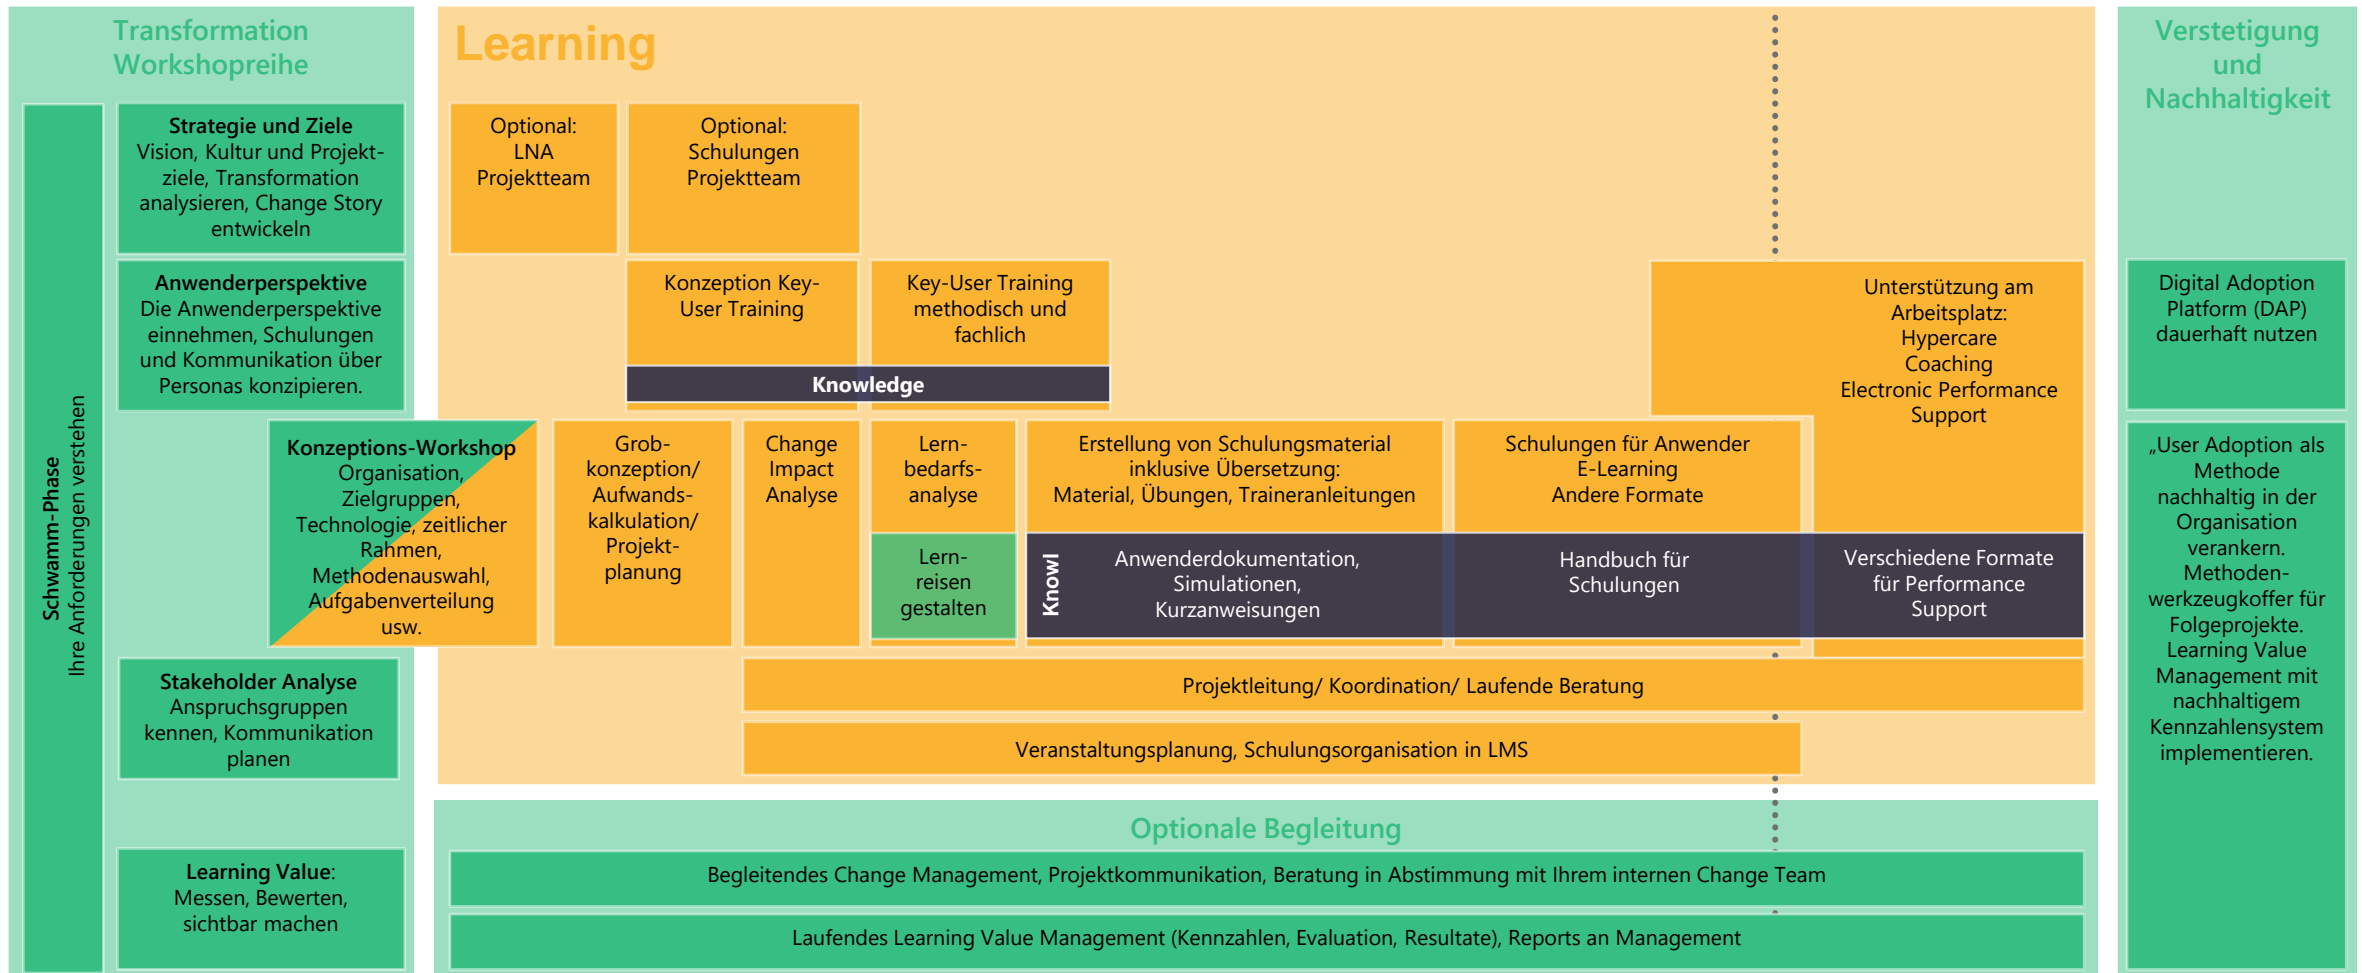 Transformation
Workshopreihe
Schwamm-Phase
Ihre Anforderungen verstehen
Strategie und Ziele
Vision, Kultur und Projekt-
ziele, Transformation
analysieren, Change Story
entwickeln
Anwenderperspektive
Die Anwenderperspektive
einnehmen, Schulungen
und Kommunikation über
Personas konzipieren.
Konzeptions-Workshop
Organisation,
Zielgruppen,
Technologie, zeitlicher
Rahmen,
Methodenauswahl,
Aufgabenverteilung
usw.
Stakeholder Analyse
Anspruchsgruppen
kennen, Kommunikation
planen
Learning Value:
Messen, Bewerten,
sichtbar machen
Learning
Optional:
LNA
Projektteam
Optional:
Schulungen
Projektteam
Konzeption Key-
User Training
Key-User Training
methodisch und
fachlich
Knowledge
Unterstützung am
Arbeitsplatz:
Hypercare
Coaching
Electronic Performance
Support
Grob-
konzeption/
Aufwands-
kalkulation/
Projekt-
planung
Change
Impact
Analyse
Lern-
bedarfs-
analyse
Lern-
reisen
gestalten
Erstellung von Schulungsmaterial
inklusive Übersetzung:
Material, Übungen, Traineranleitungen
Schulungen für Anwender
E-Learning
Andere Formate
Knowl
Anwenderdokumentation,
Simulationen,
Kurzanweisungen
Handbuch für
Schulungen
Verschiedene Formate
für Performance
Support
Projektleitung/ Koordination/ Laufende Beratung
Veranstaltungsplanung, Schulungsorganisation in LMS
Optionale Begleitung
Begleitendes Change Management, Projektkommunikation, Beratung in Abstimmung mit Ihrem internen Change Team
Laufendes Learning Value Management (Kennzahlen, Evaluation, Resultate), Reports an Management
Verstetigung
und
Nachhaltigkeit
Digital Adoption
Platform (DAP)
dauerhaft nutzen
„User Adoption als
Methode
nachhaltig in der
Organisation
verankern.
Methoden-
werkzeugkoffer für
Folgeprojekte.
Learning Value
Management mit
nachhaltigem
Kennzahlensystem
implementieren.